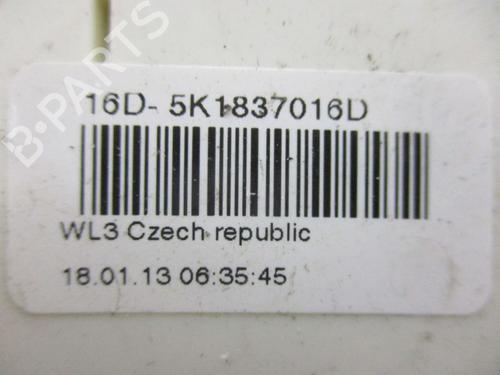 16D- 5K1837016D
WL3 Czech republic
18.01.13 06:35:45
B-PARTS